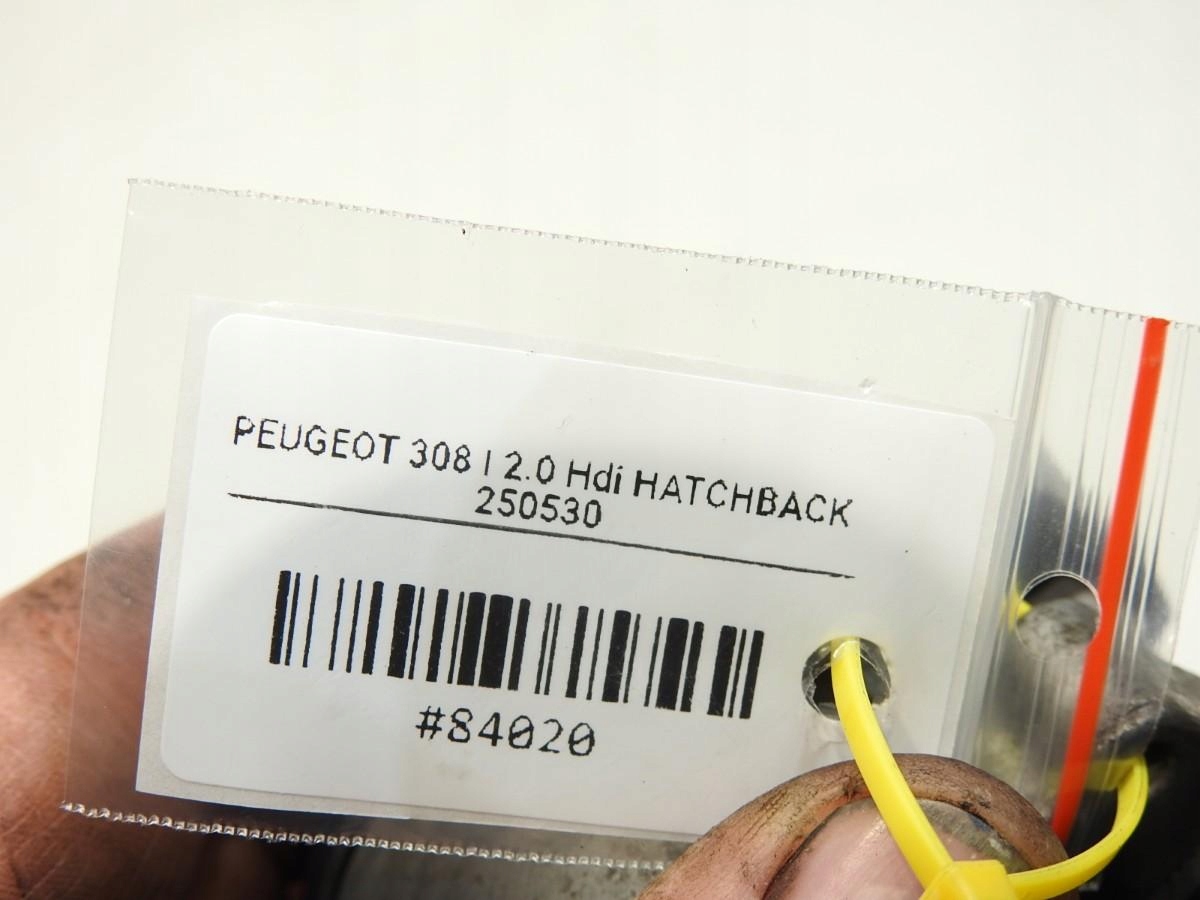 PEUGEOT 308 I 2.0 Hdi HATCHBACK
250530
#84020